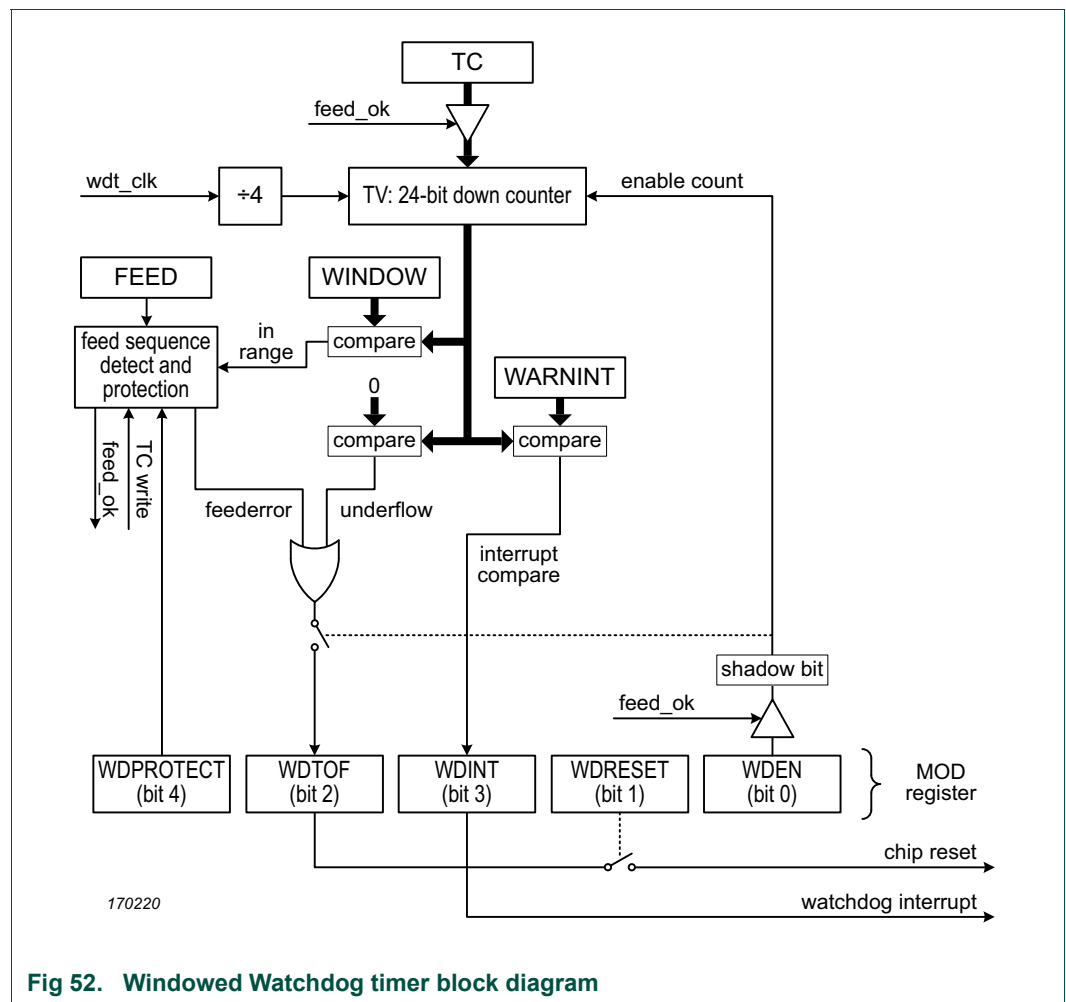 TC
feed_ok
wdt_clk
÷4
TV: 24-bit down counter
enable count
FEED
WINDOW
feed sequence
detect and
protection
in
range
compare
WARNINT
0
compare
compare
feed_ok
TC write
feederror
underflow
interrupt
compare
shadow bit
feed_ok
WDPROTECT
(bit 4)
WDTOF
(bit 2)
WDINT
(bit 3)
WDRESET
(bit 1)
WDEN
(bit 0)
MOD
register
chip reset
170220
watchdog interrupt
Fig 52. Windowed Watchdog timer block diagram